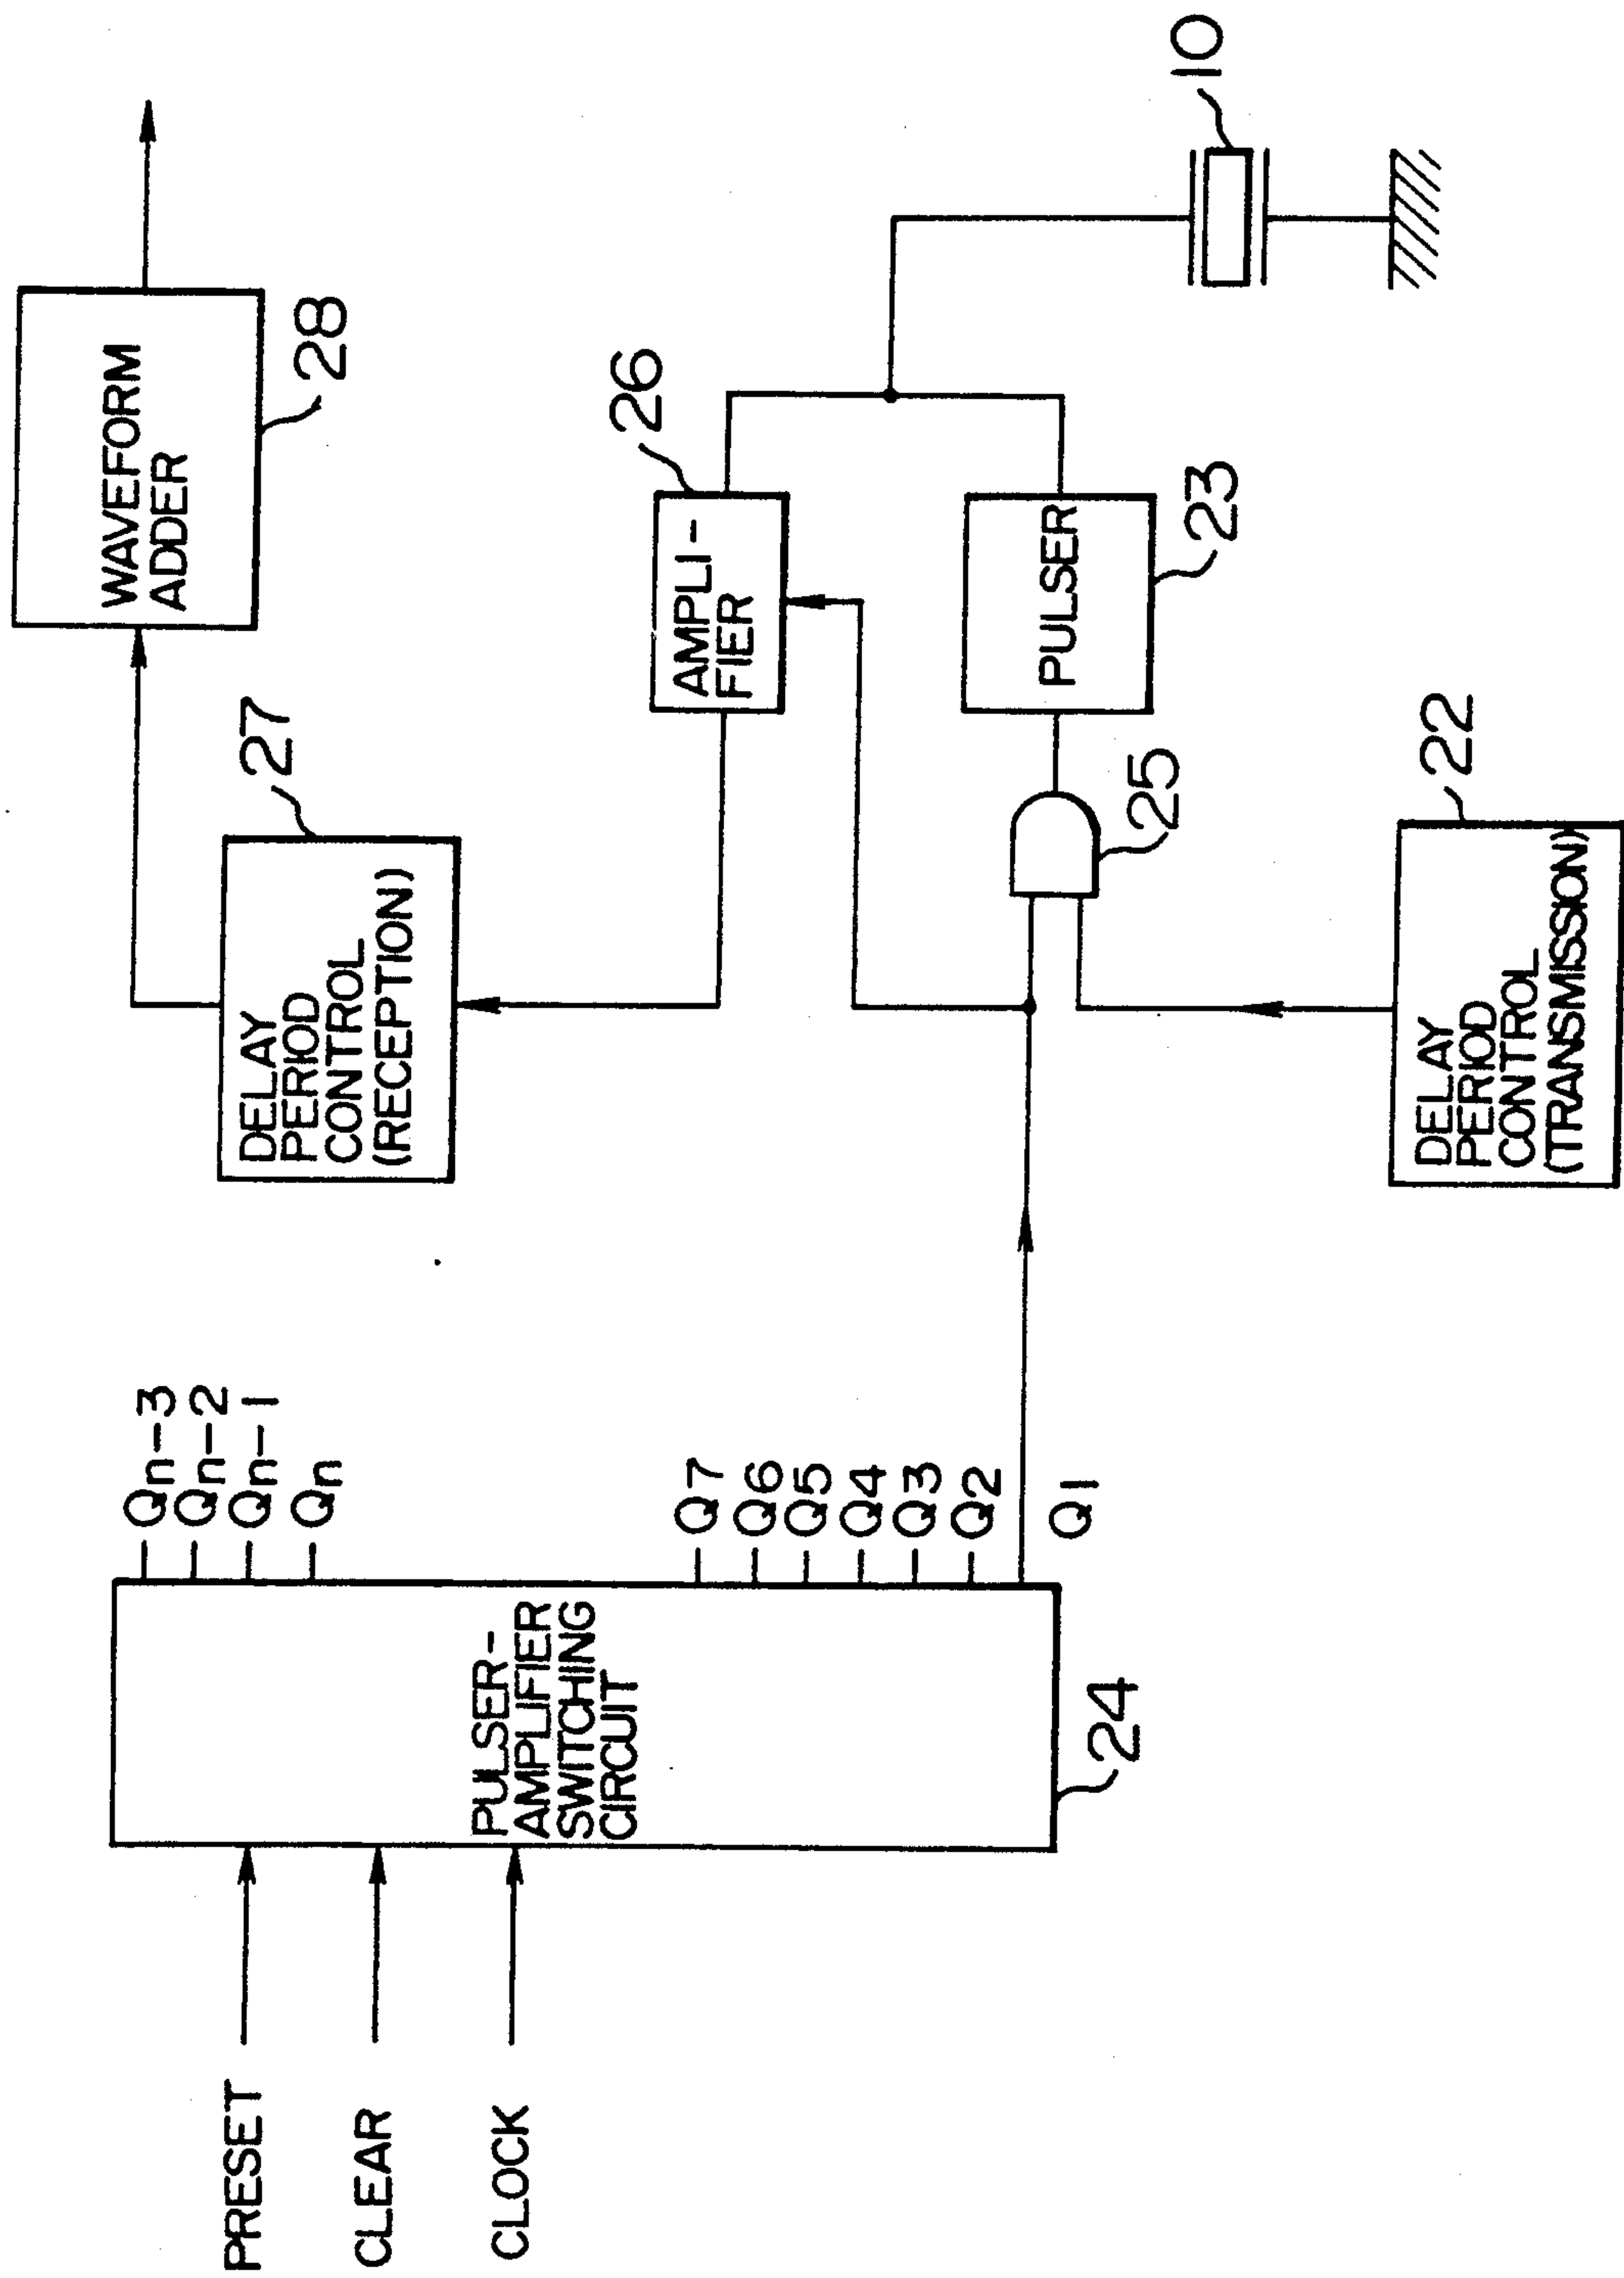 PRESET
CLEAR
CLOCK
PULSER-
AMPLIFIER
SWITCHING
CIRCUIT
24
Qn-3
Qn-2
Qn-1
Qn
Q7
Q6
Q5
Q4
Q3
Q2
Q1
DELAY
PERIOD
CONTROL
(RECEPTION)
27
WAVEFORM
ADDER
28
AMPLI-
FIER
26
PULSER
23
25
DELAY
PERIOD
CONTROL
(TRANSMISSION)
22
10